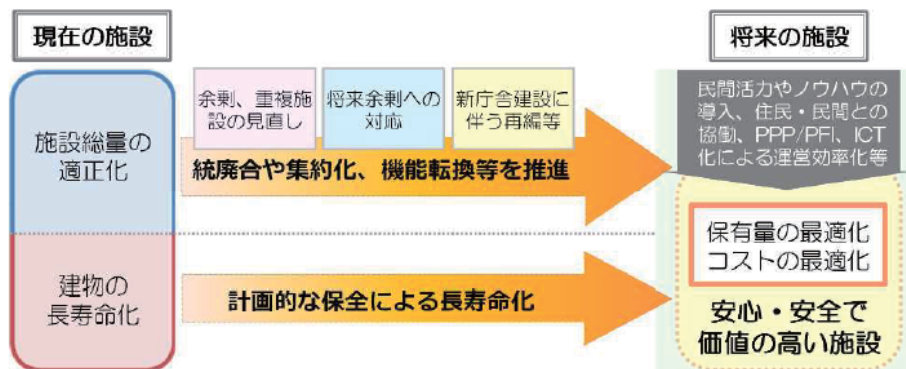 現在の施設
将来の施設
施設総量の
適正化
余剰、重複施
設の見直し
将来余剰への
対応
新庁舎建設に
伴う再編等
統廃合や集約化、機能転換等を推進
民間活力やノウハウの
導入、住民・民間との
協働、PPP/PFI、ICT
化による運営効率化等
建物の
長寿命化
計画的な保全による長寿命化
保有量の最適化
コストの最適化
安心・安全で
価値の高い施設